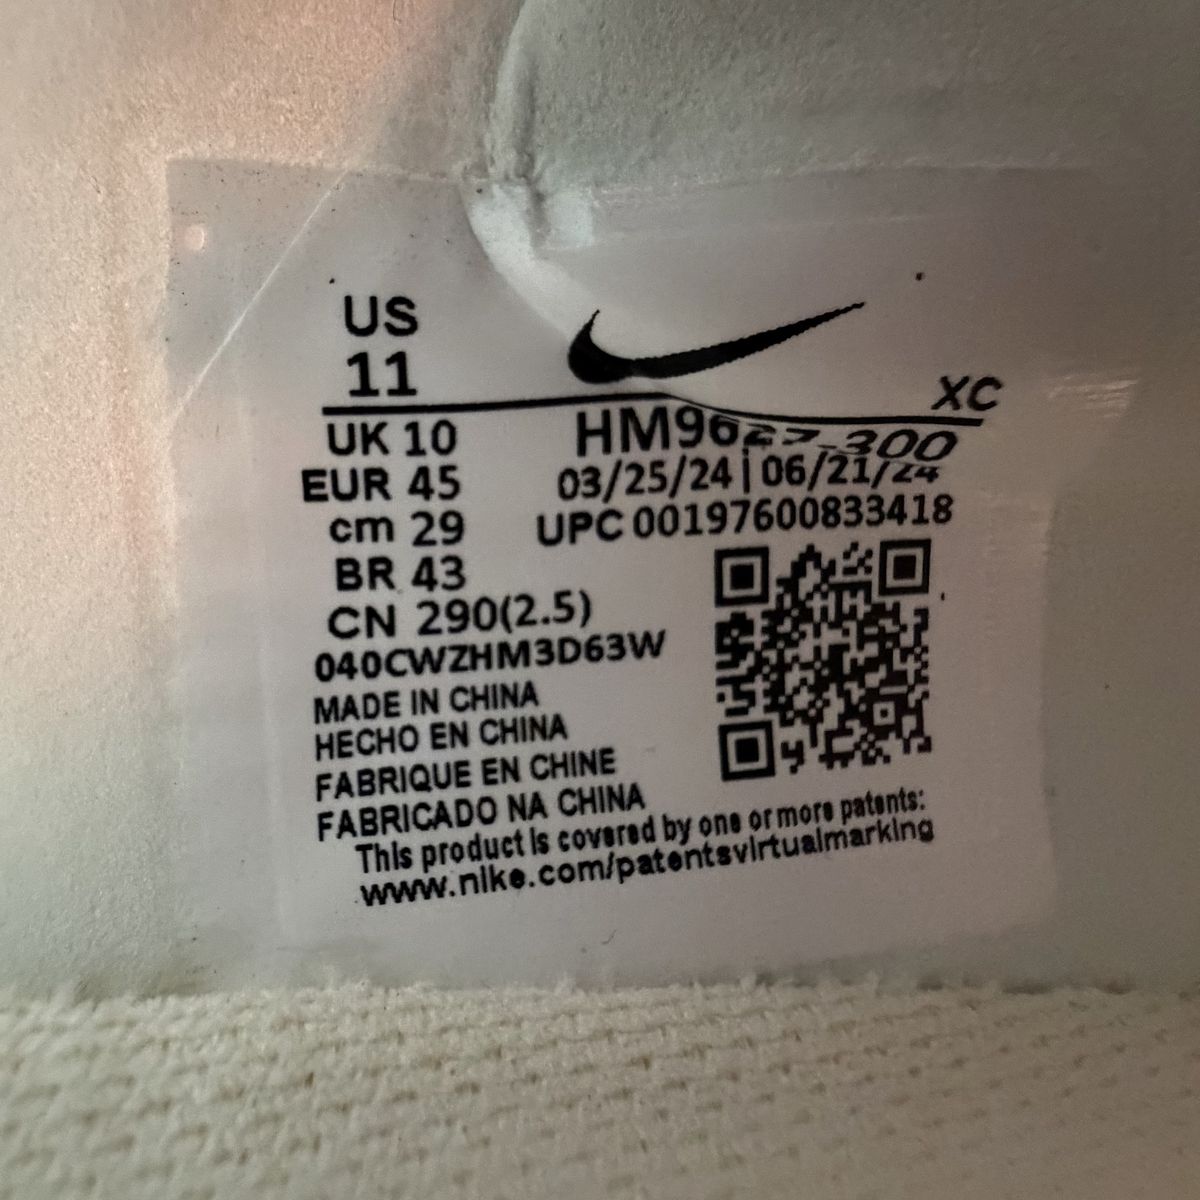 US
11
XC
UK 10
EUR 45
03/25/24 | 06/21/24
cm 29
UPC 00197600833418
BR 43
CN 290(2.5)
040CWZHM3D63W
MADE IN CHINA
HECHO EN CHINA
FABRIQUE EN CHINE
FABRICADO NA CHINA
This product is covered by one or more patents:
www.nike.com/patentsvirtualmarking